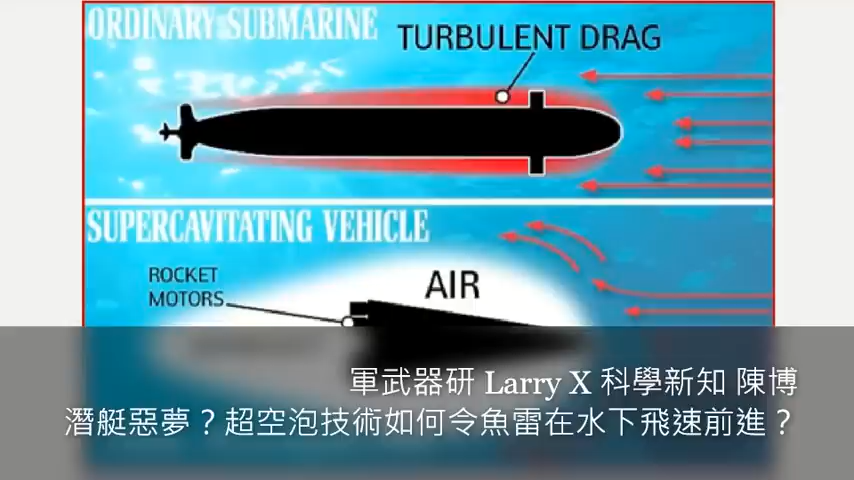 ORDINARY SUBMARINE
TURBULENT DRAG
SUPERCAVITATING VEHICLE
ROCKET
MOTORS
AIR
軍武器研 Larry X 科學新知 陳博
潛艇惡夢？超空泡技術如何令魚雷在水下飛速前進？